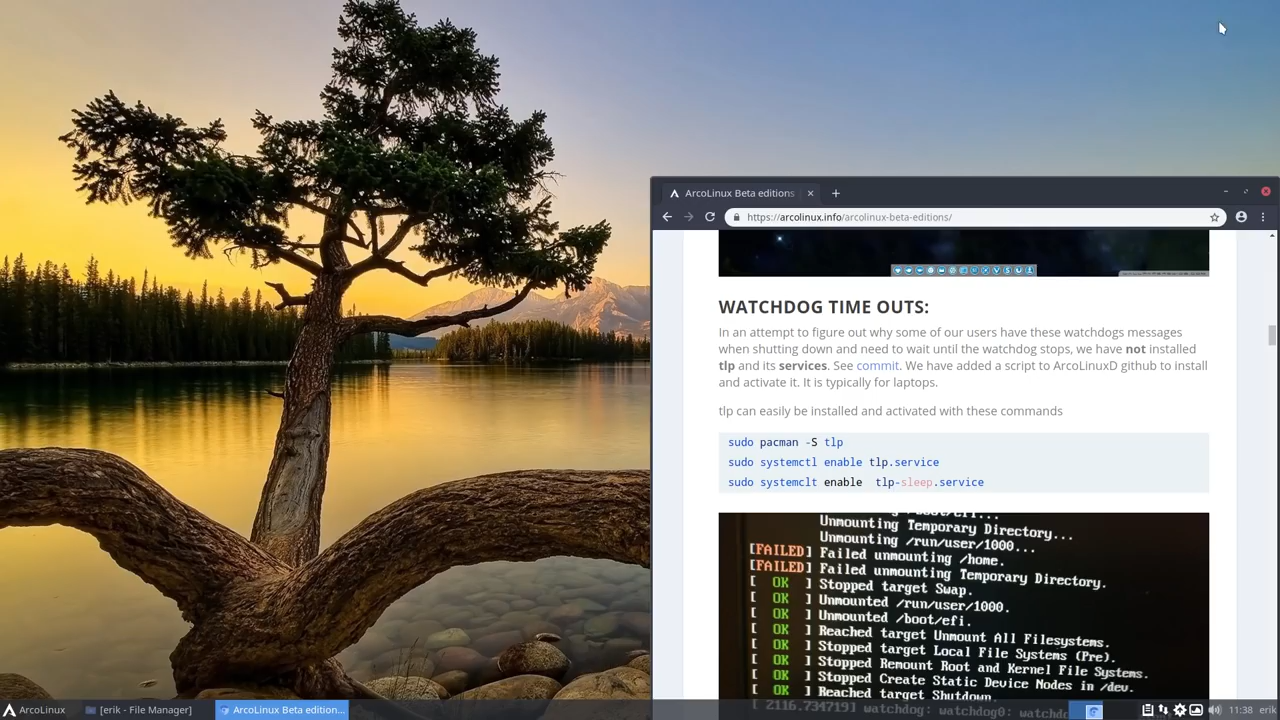 ArcoLinux Beta editions
https://arcolinux.info/arcolinux-beta-editions/
WATCHDOG TIME OUTS:
In an attempt to figure out why some of our users have these watchdogs messages
when shutting down and need to wait until the watchdog stops, we have not installed
tlp and its services. See commit. We have added a script to ArcoLinuxD github to install
and activate it. It is typically for laptops.
tlp can easily be installed and activated with these commands
sudo pacman -S tlp
sudo systemctl enable tlp.service
sudo systemclt enable  tlp-sleep.service
Unmounting Temporary Directory...
Unmounting /run/user/1000...
[FAILED] Failed unmounting /home.
[FAILED] Failed unmounting Temporary Directory.
[ OK ] Stopped target Swap.
[ OK ] Unmounted /run/user/1000.
[ OK ] Unmounted /boot/efi.
[ OK ] Reached target Unmount All Filesystems.
[ OK ] Stopped target Local File Systems (Pre).
[ OK ] Stopped Remount Root and Kernel File Systems.
[ OK ] Stopped Create Static Device Nodes in /dev.
[ OK ] Reached target Shutdown
[ 2116.734719] watchdog: watchdog0:
ArcoLinux
[erik - File Manager]
ArcoLinux Beta edition...
11:38
erik